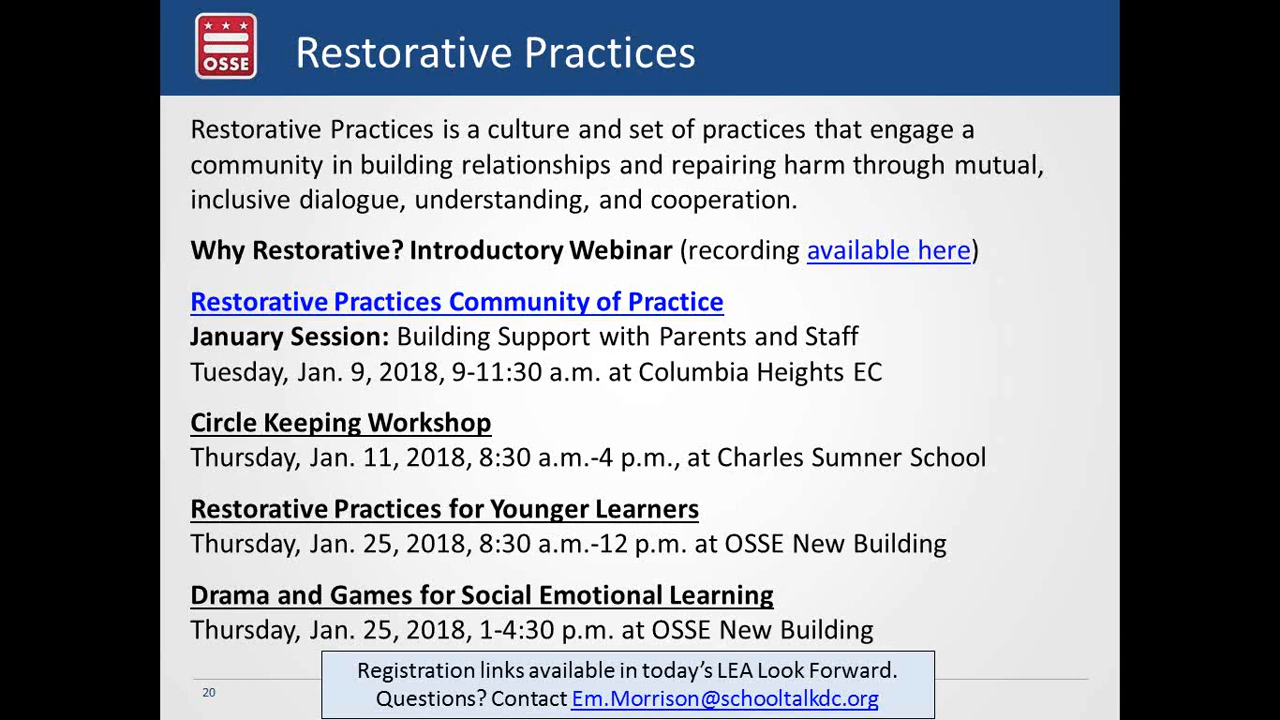 OSSE
Restorative Practices
Restorative Practices is a culture and set of practices that engage a
community in building relationships and repairing harm through mutual,
inclusive dialogue, understanding, and cooperation.
Why Restorative? Introductory Webinar (recording available here)
Restorative Practices Community of Practice
January Session: Building Support with Parents and Staff
Tuesday, Jan. 9, 2018, 9-11:30 a.m. at Columbia Heights EC
Circle Keeping Workshop
Thursday, Jan. 11, 2018, 8:30 a.m.-4 p.m., at Charles Sumner School
Restorative Practices for Younger Learners
Thursday, Jan. 25, 2018, 8:30 a.m.-12 p.m. at OSSE New Building
Drama and Games for Social Emotional Learning
Thursday, Jan. 25, 2018, 1-4:30 p.m. at OSSE New Building
Registration links available in today’s LEA Look Forward.
Questions? Contact Em.Morrison@schooltalkdc.org
20